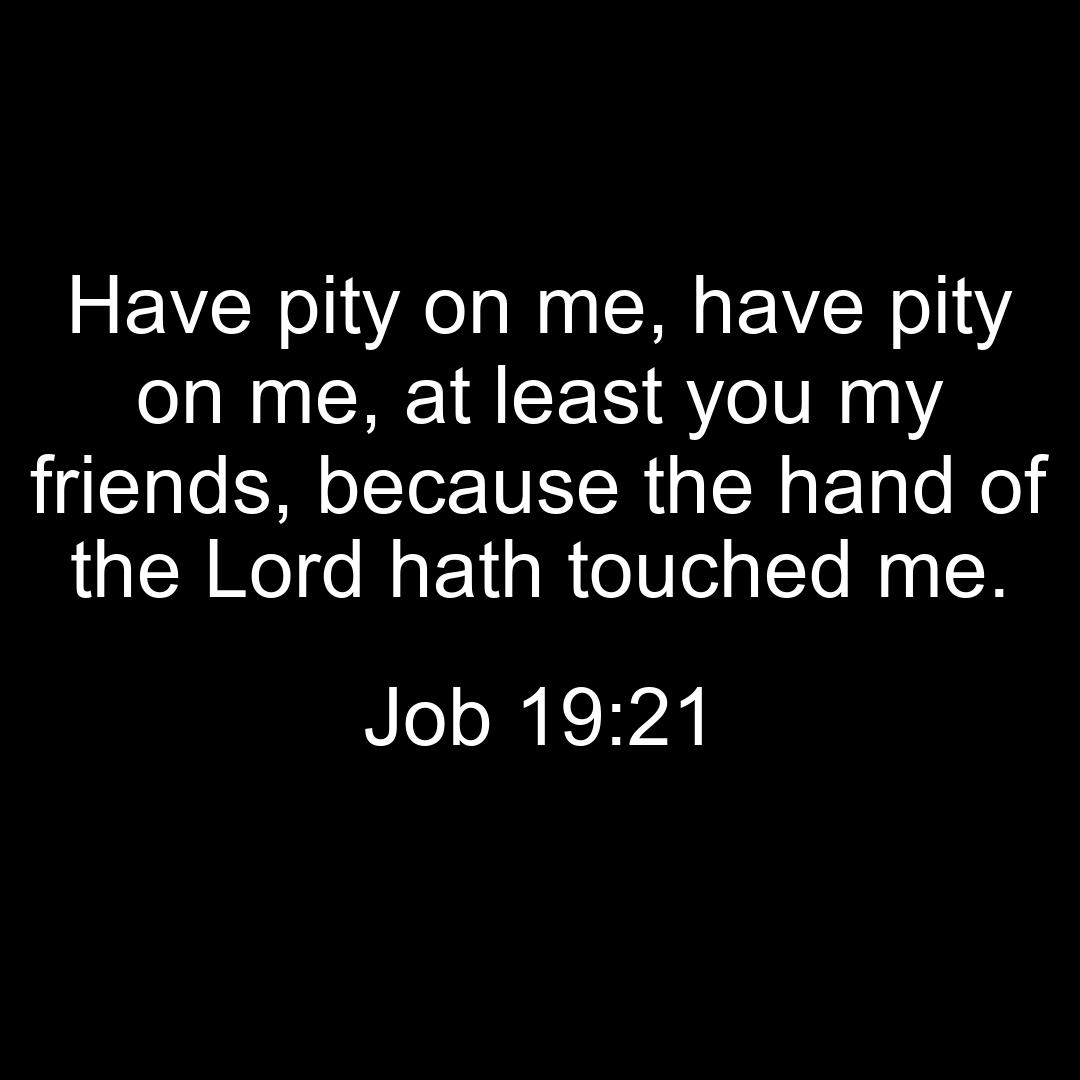 Have pity on me, have pity
on me, at least you my
friends, because the hand of
the Lord hath touched me.
Job 19:21